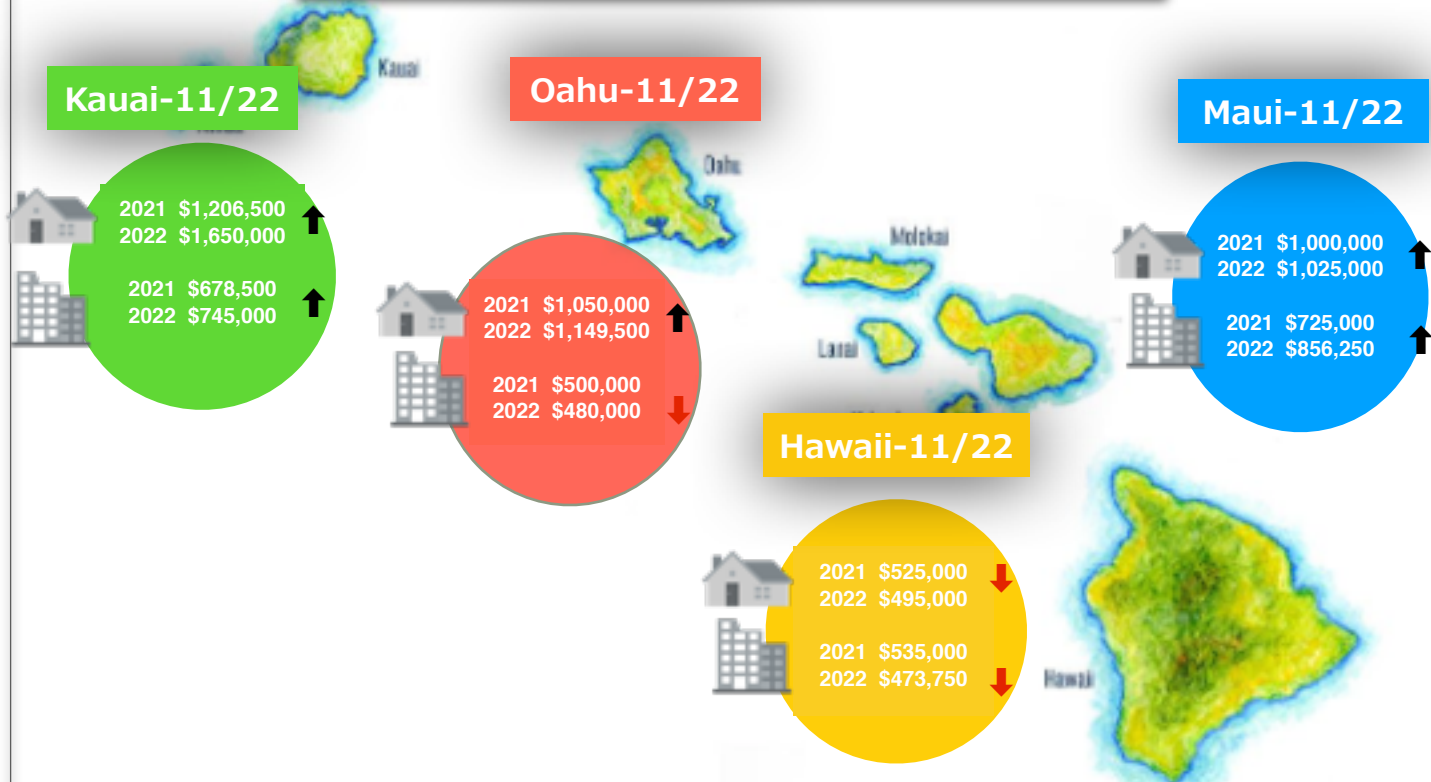 Kauai
Kauai-11/22
2021 $1,206,500
2022 $1,650,000
2021 $678,500
2022 $745,000
Oahu-11/22
Oahu
2021 $1,050,000
2022 $1,149,500
2021 $500,000
2022 $480,000
Molokai
Lanai
Maui-11/22
2021 $1,000,000
2022 $1,025,000
2021 $725,000
2022 $856,250
Hawaii-11/22
2021 $525,000
2022 $495,000
2021 $535,000
2022 $473,750
Hawaii